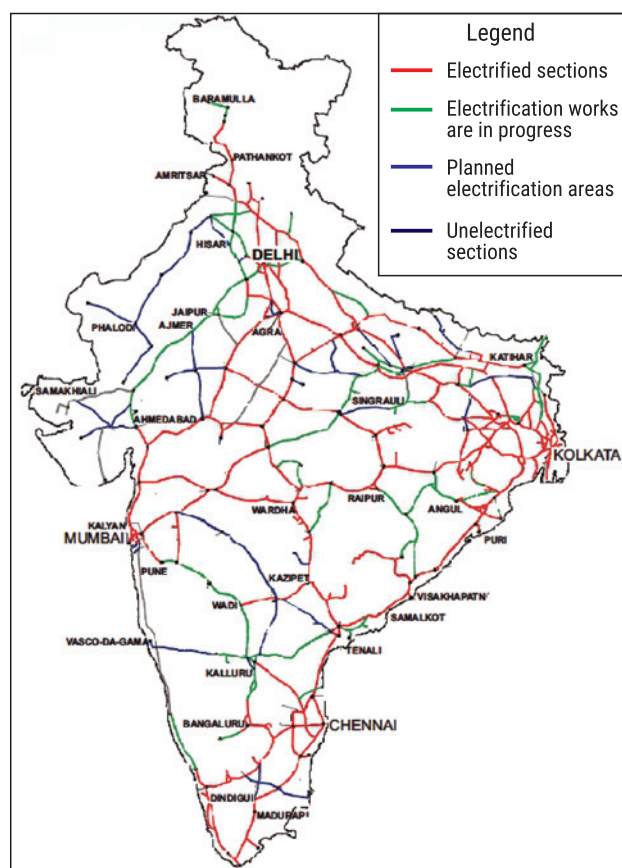 Legend
Electrified sections
Electrification works
are in progress
Planned
electrification areas
Unelectrified
sections
BARAMULLA
PATHANKOT
AMRITSAR
HISAR
DELHI
JAIPUR
PHALODI
AJMER
AGRA
KATIHAR
SAMAKHIALI
SINGRAULI
AHMEDABAD
KOLKATA
RAIPUR
WARDHA
ANGUL
KALYAN
MUMBAI
PURI
PUNE
KAZIPET
WADI
VISAKHAPATN
SAMALKOT
VASCO-DA-GAMA
TENALI
KALLURU
BANGALURU
CHENNAI
DINDIGUI
MADURAPI